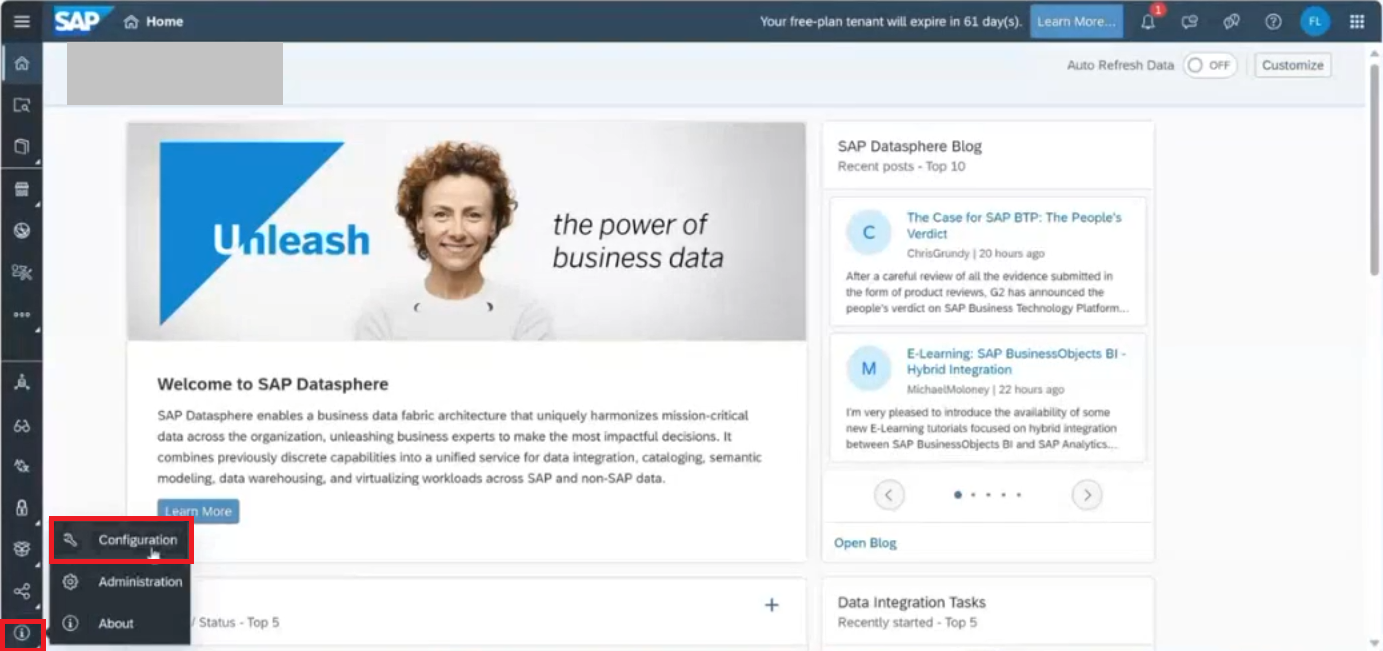 SAP Home Your free-plan tenant will expire in 61 day(s). Learn More... 1 FL
Auto Refresh Data OFF Customize
Unleash
the power of
business data
Welcome to SAP Datasphere
SAP Datasphere enables a business data fabric architecture that uniquely harmonizes mission-critical
data across the organization, unleashing business experts to make the most impactful decisions. It
combines previously discrete capabilities into a unified service for data integration, cataloging, semantic
modeling, data warehousing, and virtualizing workloads across SAP and non-SAP data.
Learn More
SAP Datasphere Blog
Recent posts - Top 10
C
The Case for SAP BTP: The People's
Verdict
ChrisGrundy | 20 hours ago
After a careful review of all the evidence submitted in
the form of product reviews, G2 has announced the
people's verdict on SAP Business Technology Platform...
M
E-Learning: SAP BusinessObjects BI -
Hybrid Integration
MichaelMoloney | 22 hours ago
I'm very pleased to introduce the availability of some
new E-Learning tutorials focused on hybrid integration
between SAP BusinessObjects BI and SAP Analytics...
Open Blog
Configuration
Administration
About
/ Status - Top 5
Data Integration Tasks
Recently started - Top 5